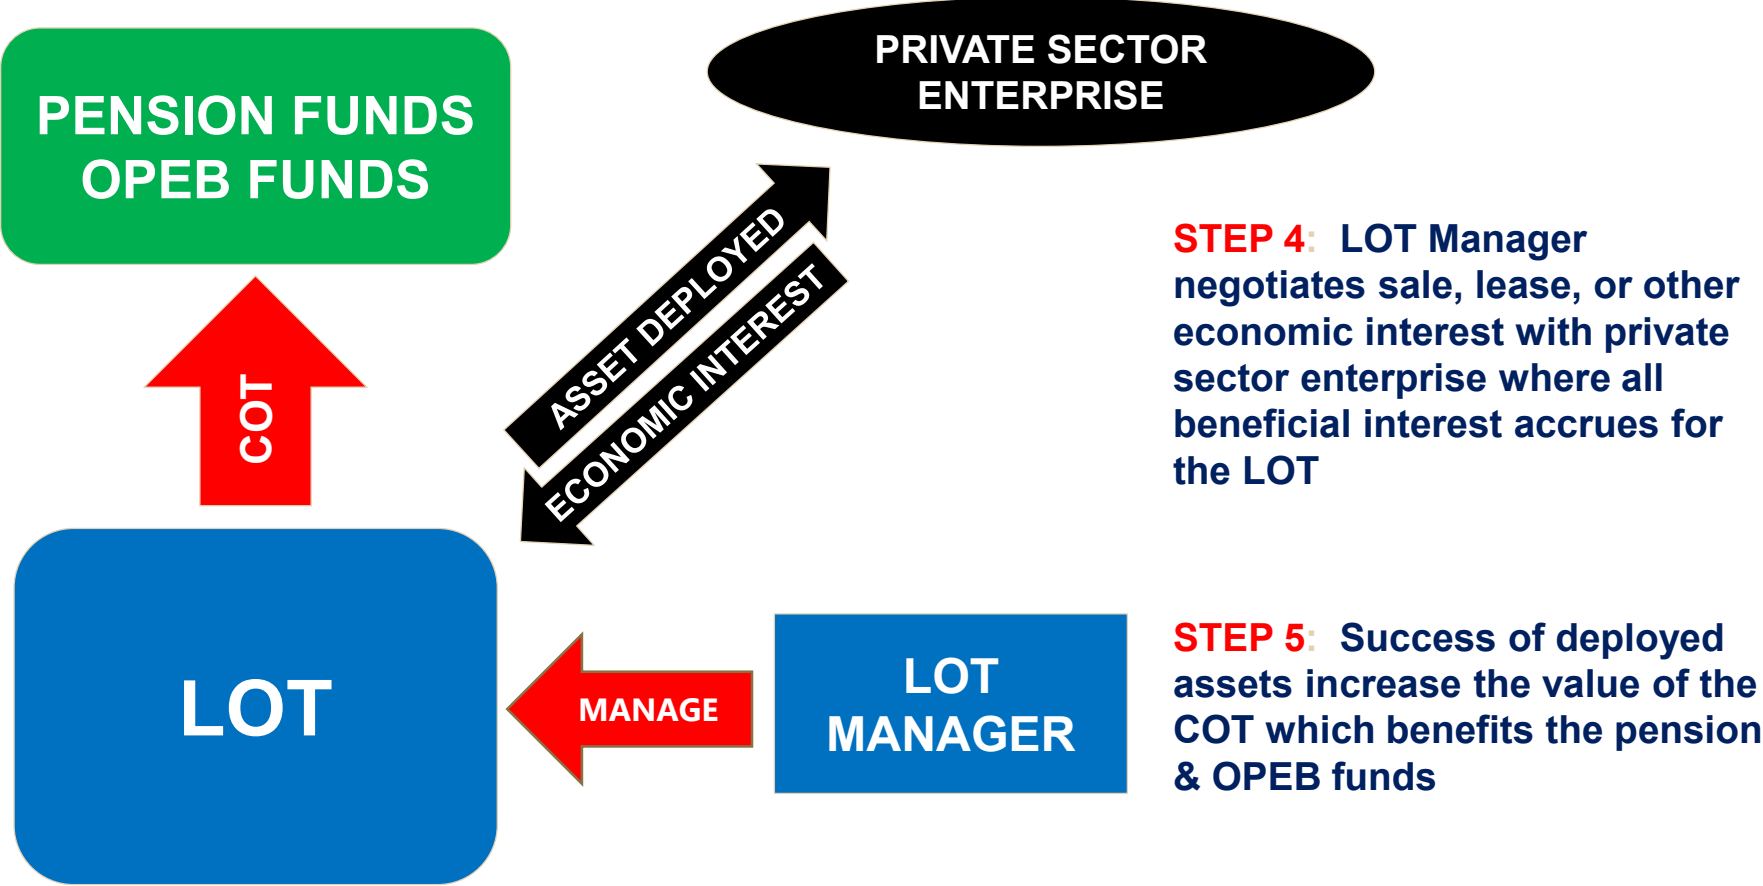 PENSION FUNDS
OPEB FUNDS
PRIVATE SECTOR
ENTERPRISE
ASSET DEPLOYED
ECONOMIC INTEREST
COT
STEP 4:  LOT Manager
negotiates sale, lease, or other
economic interest with private
sector enterprise where all
beneficial interest accrues for
the LOT
LOT
MANAGE
LOT
MANAGER
STEP 5:  Success of deployed
assets increase the value of the
COT which benefits the pension
& OPEB funds